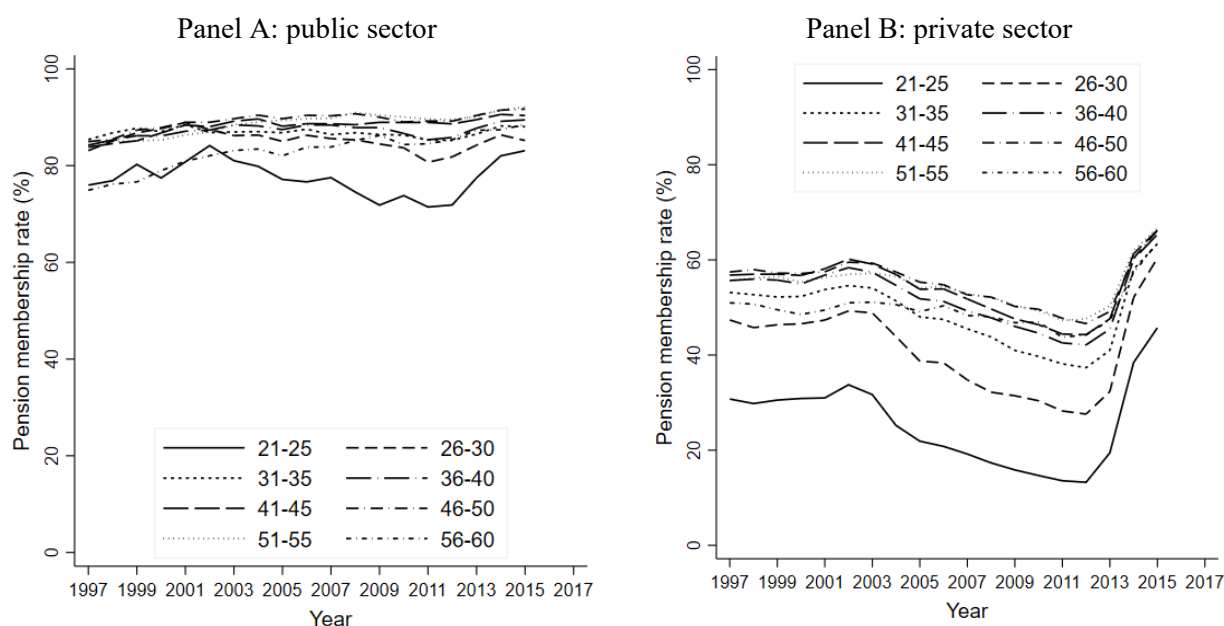 Panel A: public sector
Pension membership rate (%)
100
80
60
40
20
0
21-25 26-30
31-35 36-40
41-45 46-50
51-55 56-60
1997 1999 2001 2003 2005 2007 2009 2011 2013 2015 2017
Year
Panel B: private sector
Pension membership rate (%)
100
80
60
40
20
0
21-25 26-30
31-35 36-40
41-45 46-50
51-55 56-60
1997 1999 2001 2003 2005 2007 2009 2011 2013 2015 2017
Year